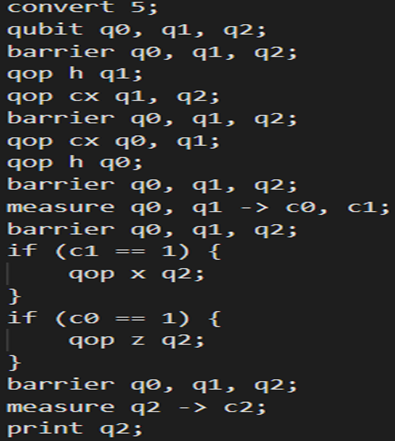 convert 5;
qubit q0, q1, q2;
barrier q0, q1, q2;
qop h q1;
qop cx q1, q2;
barrier q0, q1, q2;
qop cx q0, q1;
qop h q0;
barrier q0, q1, q2;
measure q0, q1 -> c0, c1;
barrier q0, q1, q2;
if (c1 == 1) {
    qop x q2;
}
if (c0 == 1) {
    qop z q2;
}
barrier q0, q1, q2;
measure q2 -> c2;
print q2;